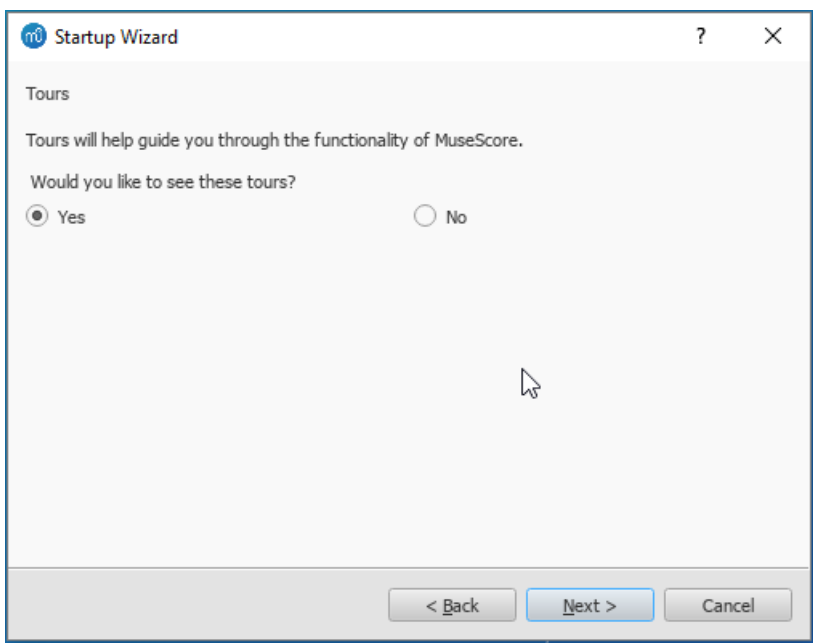 Startup Wizard ?
Tours
Tours will help guide you through the functionality of MuseScore.
Would you like to see these tours?
Yes No
< Back Next > Cancel